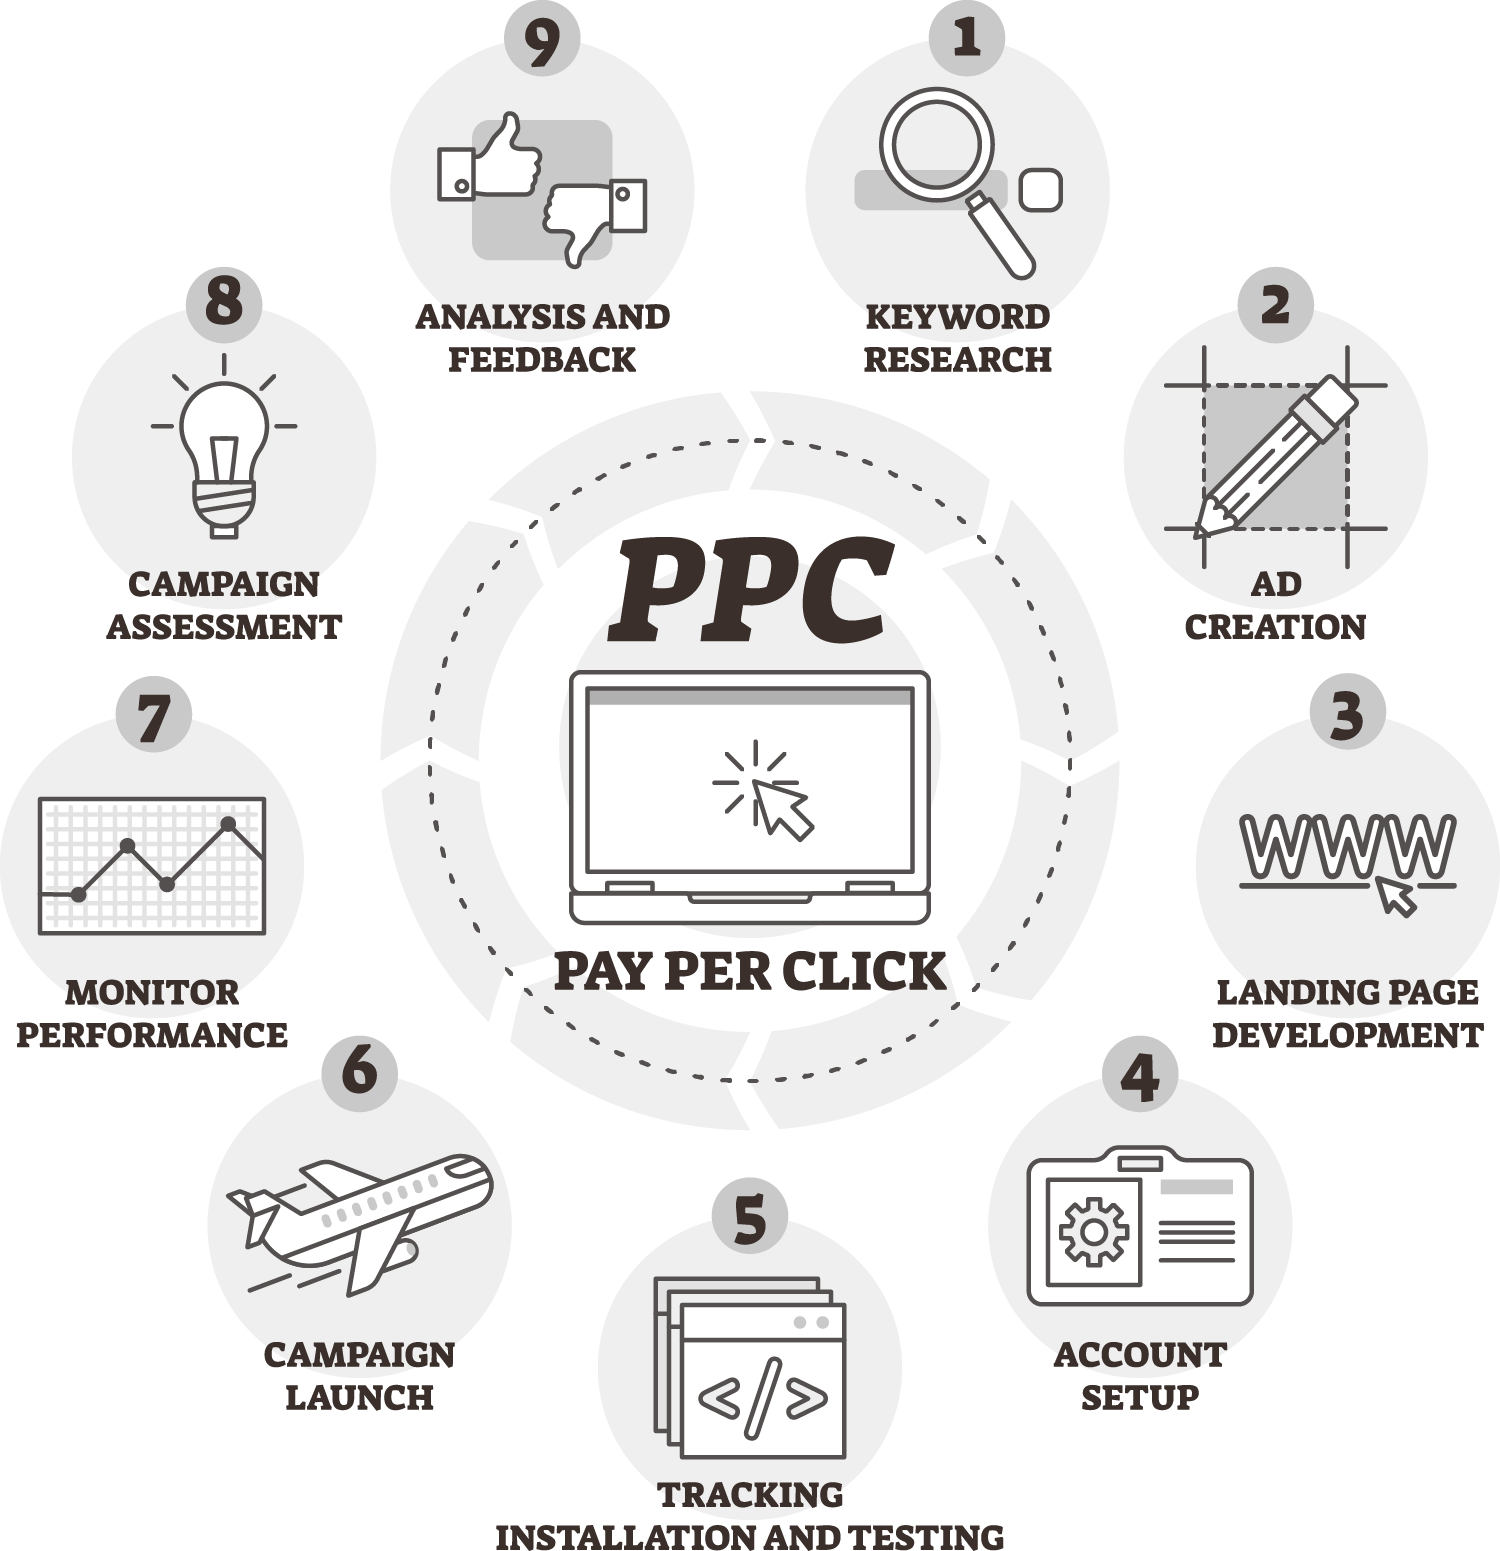 PPC
PAY PER CLICK
1
KEYWORD
RESEARCH
2
AD
CREATION
3
WWW
LANDING PAGE
DEVELOPMENT
4
ACCOUNT
SETUP
5
</>
TRACKING
INSTALLATION AND TESTING
6
CAMPAIGN
LAUNCH
7
MONITOR
PERFORMANCE
8
CAMPAIGN
ASSESSMENT
9
ANALYSIS AND
FEEDBACK